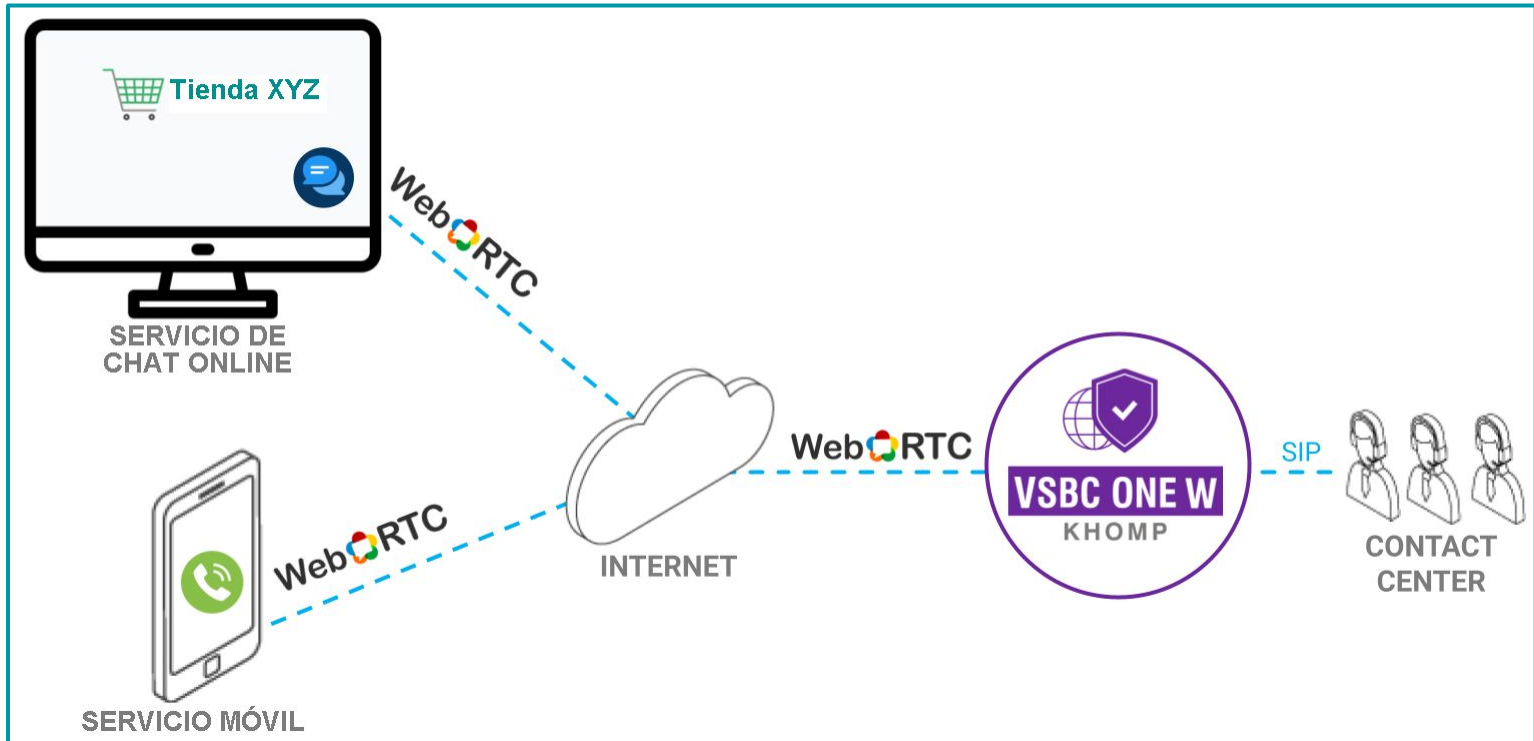 Tienda XYZ
WebRTC
SERVICIO DE
CHAT ONLINE
WebRTC
SIP
VSBC ONE W
KHOMP
WebRTC
INTERNET
CONTACT
CENTER
SERVICIO MÓVIL